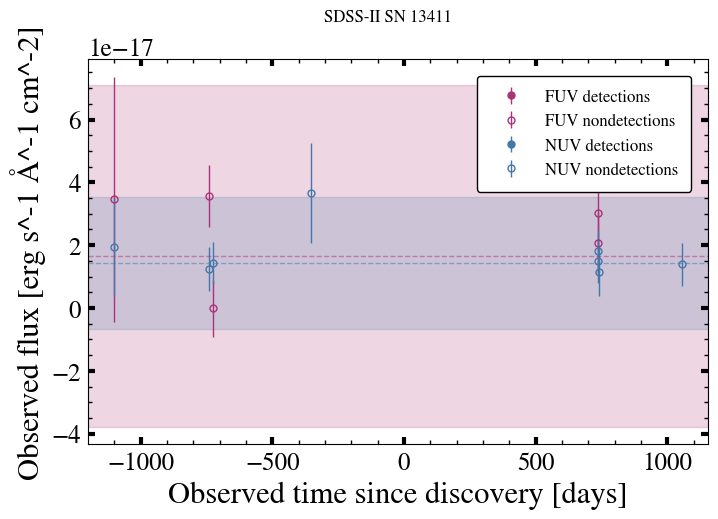 SDSS-II SN 13411
1e−17
Observed flux [erg s^-1 Å^-1 cm^-2]
6
4
2
0
−2
−4
FUV detections
FUV nondetections
NUV detections
NUV nondetections
−1000
−500
0
500
1000
Observed time since discovery [days]